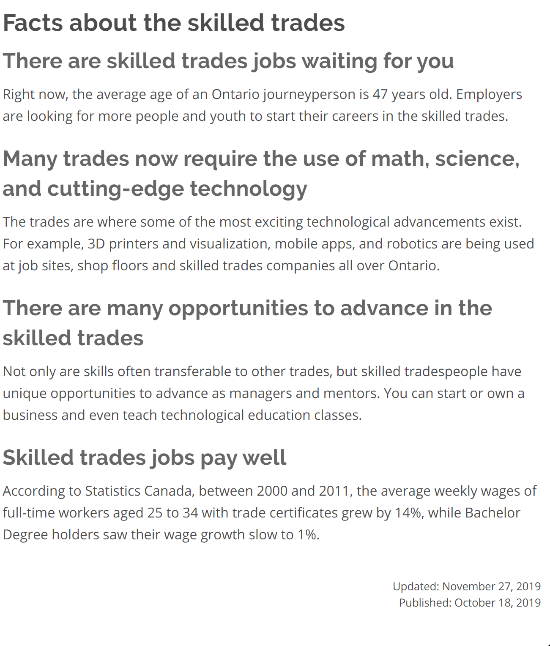 Facts about the skilled trades
There are skilled trades jobs waiting for you
Right now, the average age of an Ontario journeyperson is 47 years old. Employers
are looking for more people and youth to start their careers in the skilled trades.
Many trades now require the use of math, science,
and cutting-edge technology
The trades are where some of the most exciting technological advancements exist.
For example, 3D printers and visualization, mobile apps, and robotics are being used
at job sites, shop floors and skilled trades companies all over Ontario.
There are many opportunities to advance in the
skilled trades
Not only are skills often transferable to other trades, but skilled tradespeople have
unique opportunities to advance as managers and mentors. You can start or own a
business and even teach technological education classes.
Skilled trades jobs pay well
According to Statistics Canada, between 2000 and 2011, the average weekly wages of
full-time workers aged 25 to 34 with trade certificates grew by 14%, while Bachelor
Degree holders saw their wage growth slow to 1%.
Updated: November 27, 2019
Published: October 18, 2019